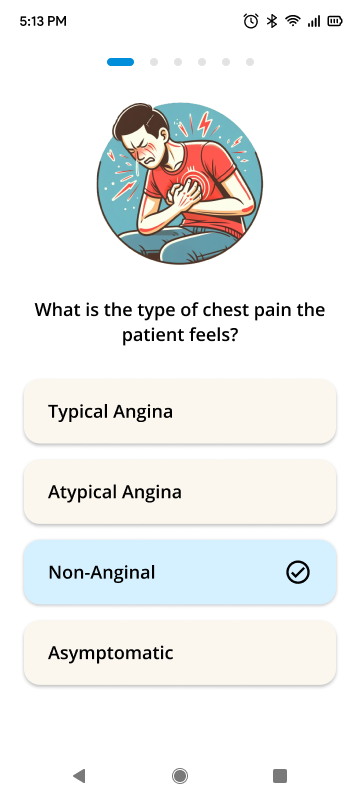 5:13 PM
What is the type of chest pain the
patient feels?
Typical Angina
Atypical Angina
Non-Anginal
Asymptomatic